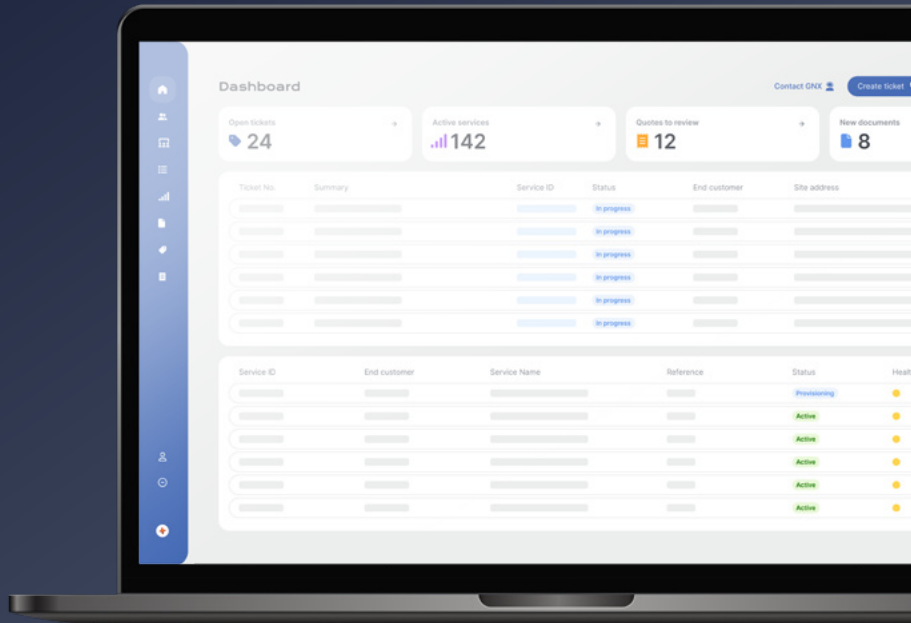 Dashboard
Contact GNX
Create ticket
Open tickets
24
Active services
142
Quotes to review
12
New documents
8
Ticket No.
Summary
Service ID
Status
End customer
Site address
In progress
In progress
In progress
In progress
In progress
In progress
Service ID
End customer
Service Name
Reference
Status
Healt
Provisioning
Active
Active
Active
Active
Active